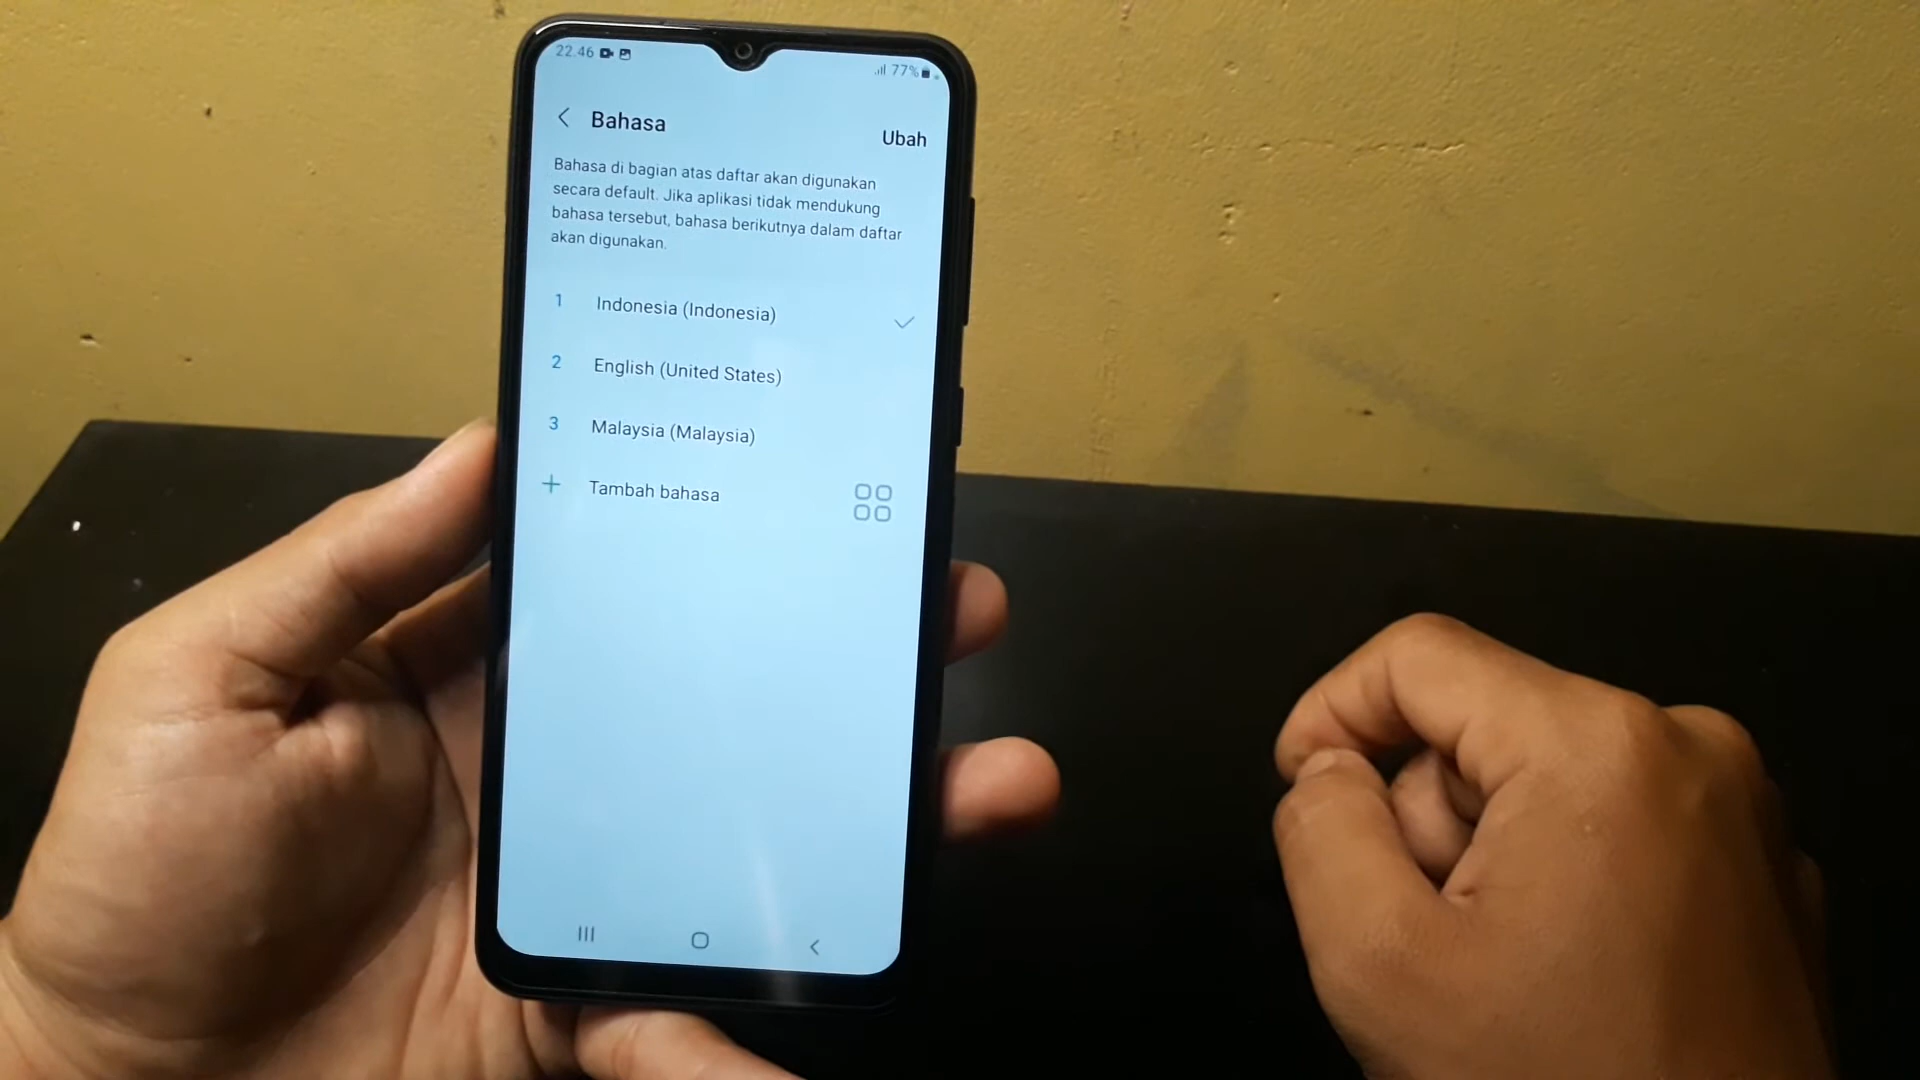 22.46
77%
Bahasa
Ubah
Bahasa di bagian atas daftar akan digunakan
secara default. Jika aplikasi tidak mendukung
bahasa tersebut, bahasa berikutnya dalam daftar
akan digunakan.
1 Indonesia (Indonesia)
2 English (United States)
3 Malaysia (Malaysia)
+ Tambah bahasa